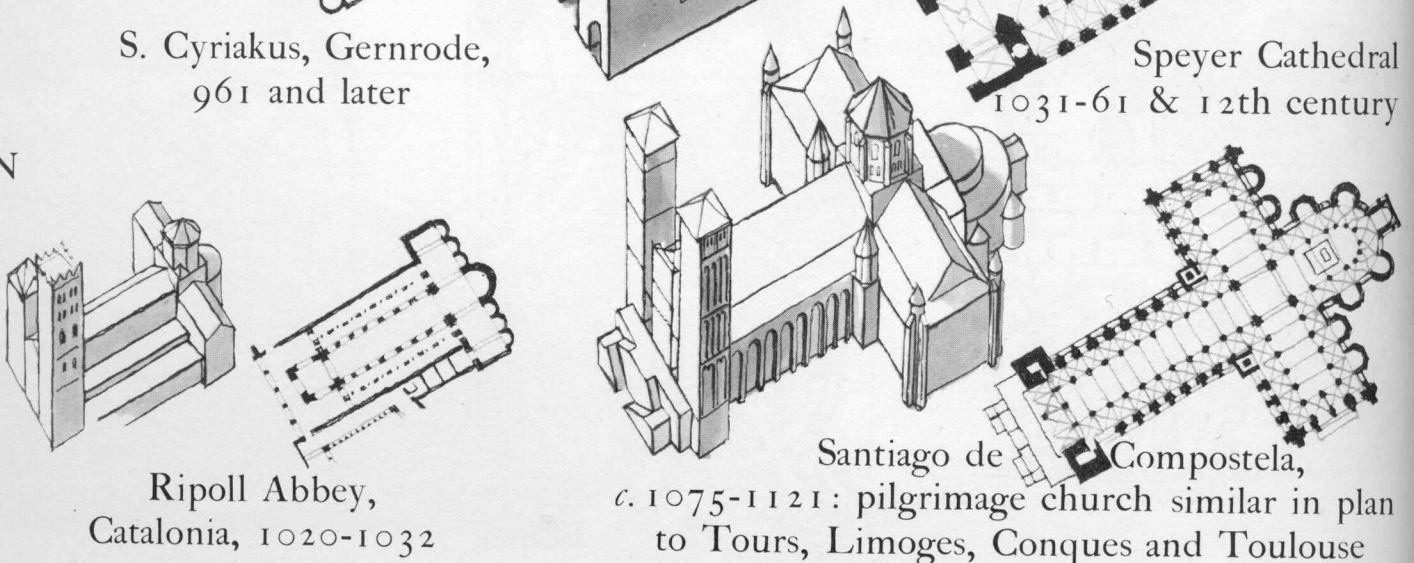 S. Cyriakus, Gernrode,
961 and later
Speyer Cathedral
1031-61 & 12th century
N
Ripoll Abbey,
Catalonia, 1020-1032
Santiago de Compostela,
c. 1075-1121: pilgrimage church similar in plan
to Tours, Limoges, Conques and Toulouse